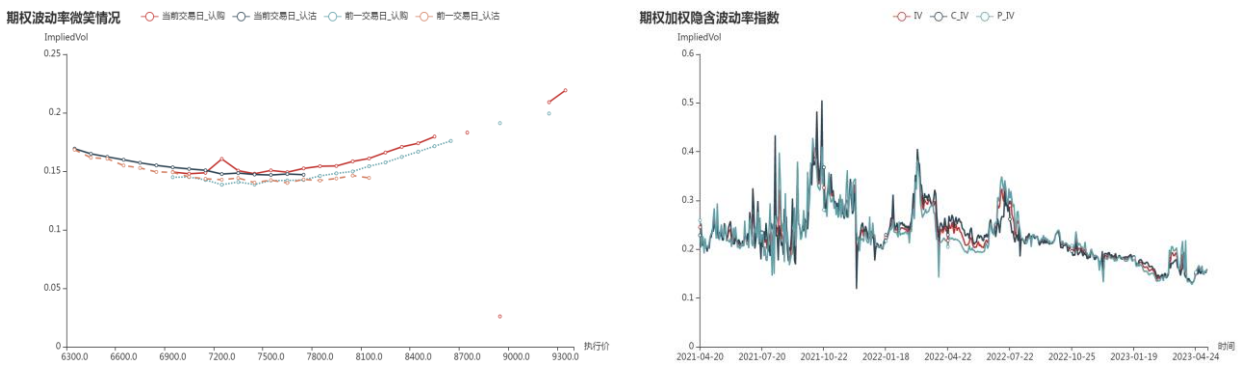 期权波动率微笑情况
当前交易日_认购
当前交易日_认沽
前一交易日_认购
前一交易日_认沽
ImpliedVol
0.25
0.2
0.15
0.1
0.05
0
6300.0 6600.0 6900.0 7200.0 7500.0 7800.0 8100.0 8400.0 8700.0 9000.0 9300.0
执行价
期权加权隐含波动率指数
IV
C_IV
P_IV
ImpliedVol
0.6
0.5
0.4
0.3
0.2
0.1
0
2021-04-20 2021-07-20 2021-10-22 2022-01-18 2022-04-22 2022-07-22 2022-10-25 2023-01-19 2023-04-24
时间